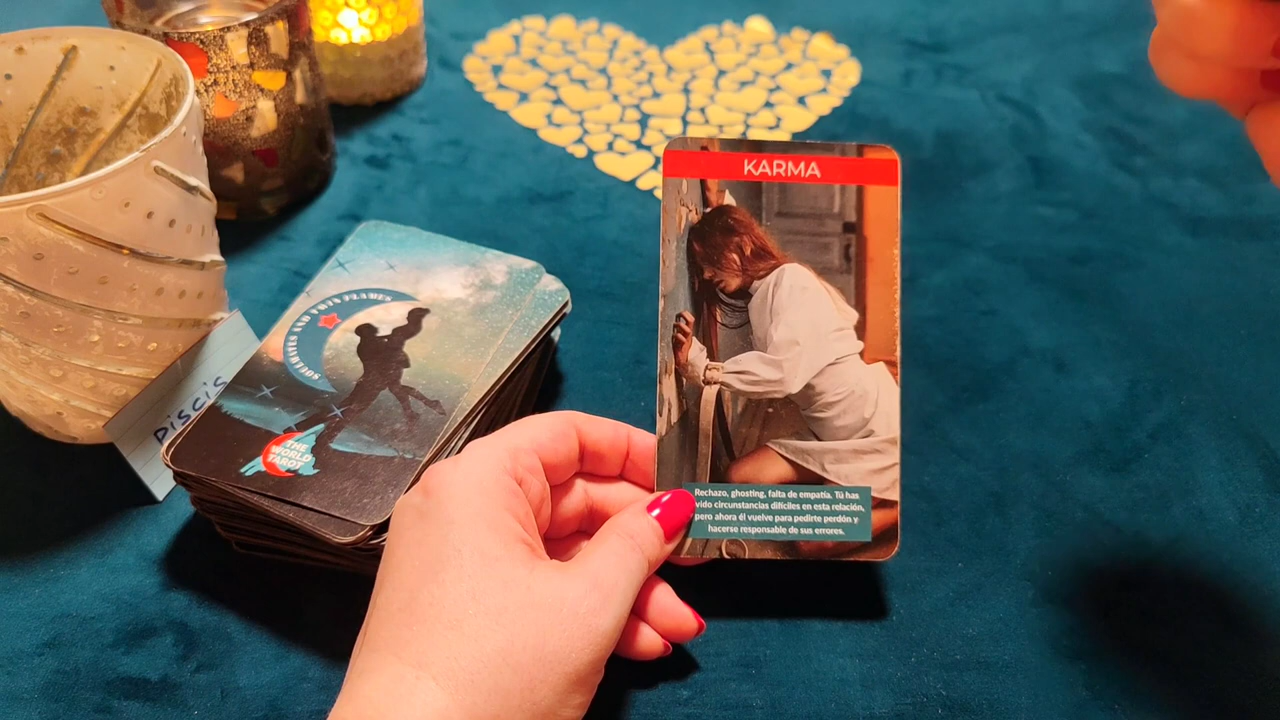 KARMA
Rechazo, ghosting, falta de empatía. Tú has
vido circunstancias difíciles en esta relación,
pero ahora él vuelve para pedirte perdón y
hacerse responsable de sus errores.
SOULMATES AND TWIN FLAMES
THE
WORLD
TAROT
PISCIS